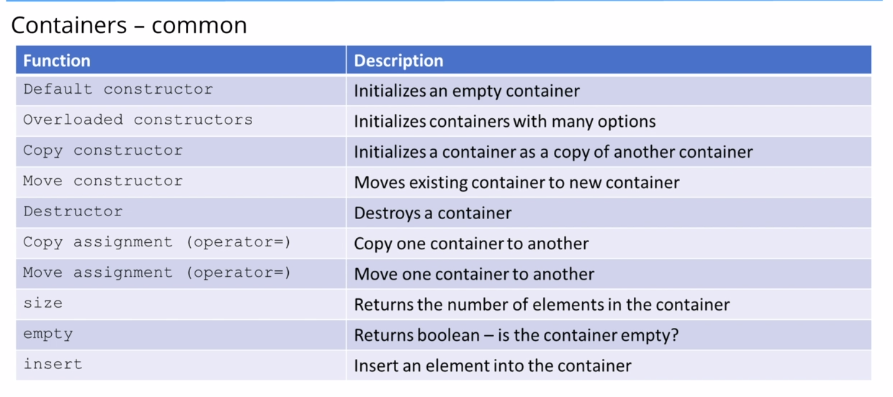 Containers – common
Function Description
Default constructor Initializes an empty container
Overloaded constructors Initializes containers with many options
Copy constructor Initializes a container as a copy of another container
Move constructor Moves existing container to new container
Destructor Destroys a container
Copy assignment (operator=) Copy one container to another
Move assignment (operator=) Move one container to another
size Returns the number of elements in the container
empty Returns boolean – is the container empty?
insert Insert an element into the container